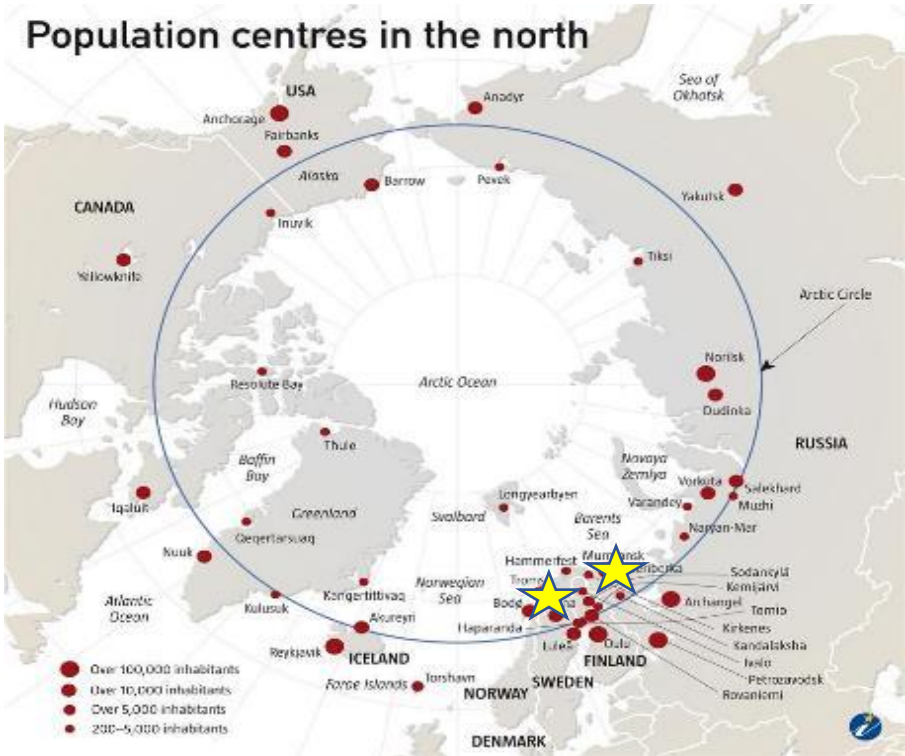 Population centres in the north
USA
Anchorage
Fairbanks
Alaska
Barrow
Anadyr
Sea of
Okhotsk
Pevek
CANADA
Inuvik
Yakutsk
Yellowknife
Tiksi
Arctic Circle
Norilsk
Resolute Bay
Arctic Ocean
Dudinka
Hudson
Bay
Thule
RUSSIA
Baffin
Bay
Novaya
Zemlya
Vorkuta
Salekhard
Muzhi
Iqaluit
Greenland
Qeqertarsuaq
Longyearbyen
Varandey
Svalbard
Barents
Sea
Naryan-Mar
Nuuk
Hammerfest
Norwegian
Sea
Kangertittivaq
Kulusuk
Atlantic
Ocean
Sodankylä
Kemijärvi
Archangel
Tornio
Kirkenes
Kandalaksha
Ivalo
Petrozavodsk
Rovaniemi
Akureyri
Haparanda
Luleå
Oulu
Reykjavik
ICELAND
FINLAND
Faroe Islands
Torshavn
SWEDEN
NORWAY
DENMARK
Over 100,000 inhabitants
Over 10,000 inhabitants
Over 5,000 inhabitants
200–5,000 inhabitants